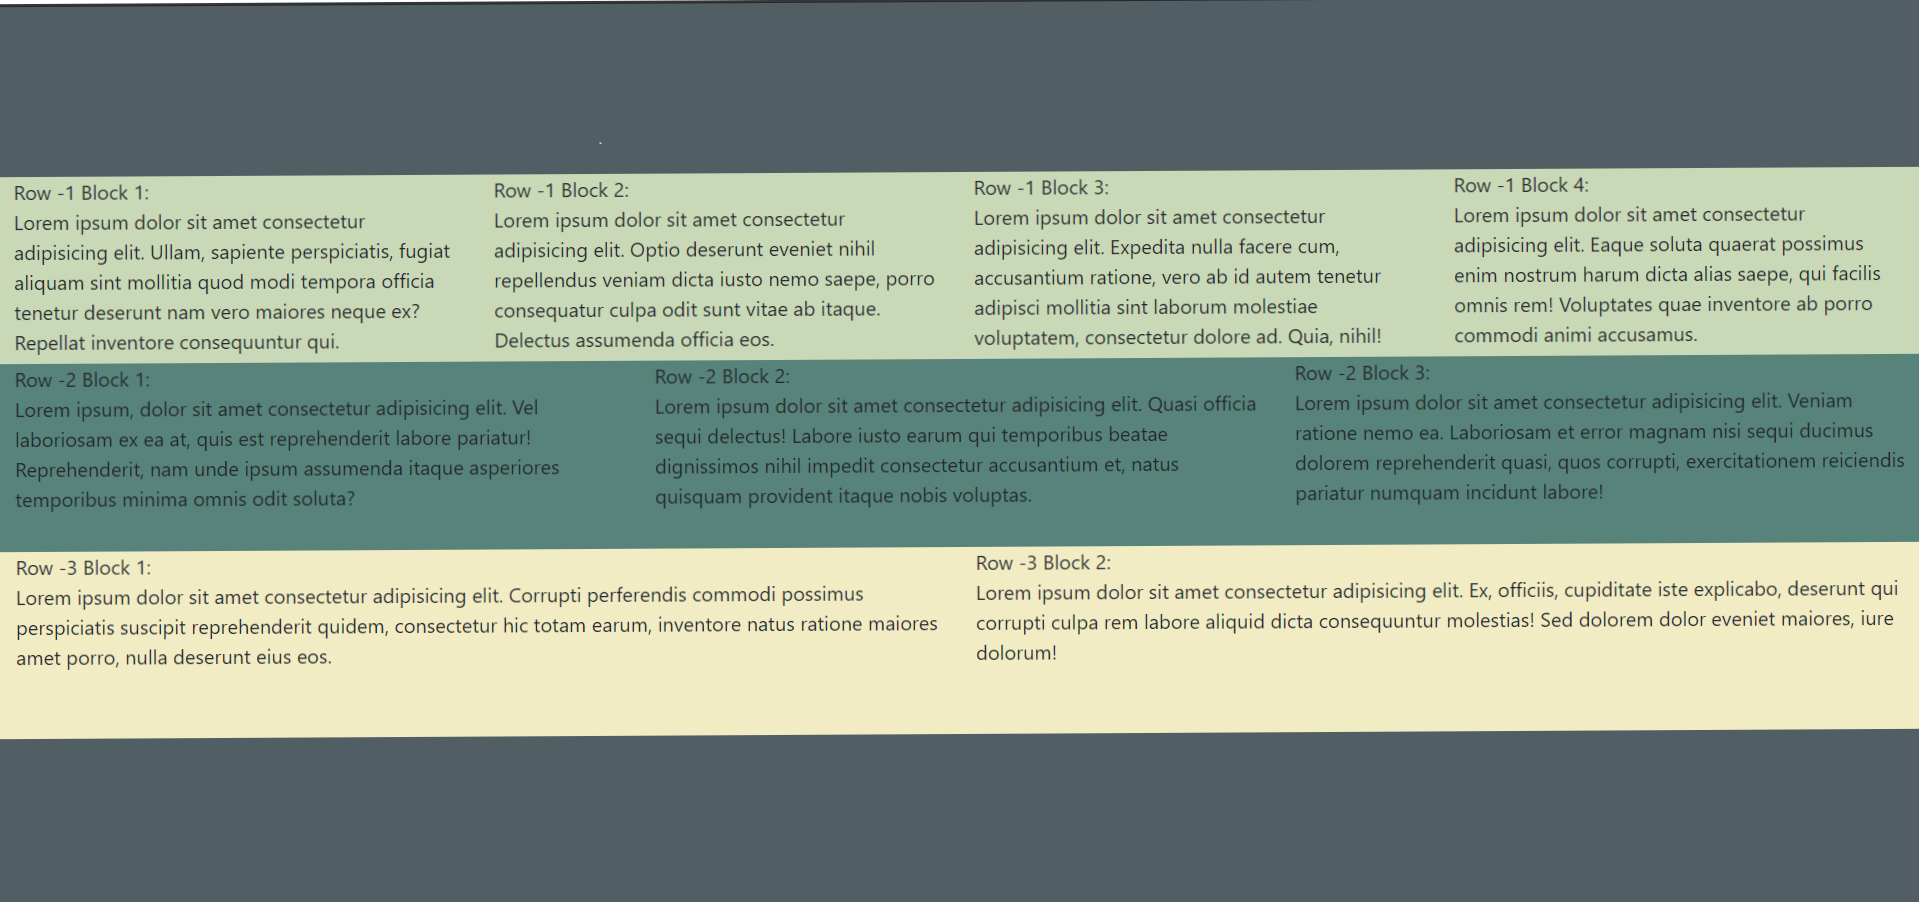 Row -1 Block 1:
Lorem ipsum dolor sit amet consectetur
adipisicing elit. Ullam, sapiente perspiciatis, fugiat
aliquam sint mollitia quod modi tempora officia
tenetur deserunt nam vero maiores neque ex?
Repellat inventore consequuntur qui.
Row -1 Block 2:
Lorem ipsum dolor sit amet consectetur
adipisicing elit. Optio deserunt eveniet nihil
repellendus veniam dicta iusto nemo saepe, porro
consequatur culpa odit sunt vitae ab itaque.
Delectus assumenda officia eos.
Row -1 Block 3:
Lorem ipsum dolor sit amet consectetur
adipisicing elit. Expedita nulla facere cum,
accusantium ratione, vero ab id autem tenetur
adipisci mollitia sint laborum molestiae
voluptatem, consectetur dolore ad. Quia, nihil!
Row -1 Block 4:
Lorem ipsum dolor sit amet consectetur
adipisicing elit. Eaque soluta quaerat possimus
enim nostrum harum dicta alias saepe, qui facilis
omnis rem! Voluptates quae inventore ab porro
commodi animi accusamus.
Row -2 Block 1:
Lorem ipsum, dolor sit amet consectetur adipisicing elit. Vel
laboriosam ex ea at, quis est reprehenderit labore pariatur!
Reprehenderit, nam unde ipsum assumenda itaque asperiores
temporibus minima omnis odit soluta?
Row -2 Block 2:
Lorem ipsum dolor sit amet consectetur adipisicing elit. Quasi officia
sequi delectus! Labore iusto earum qui temporibus beatae
dignissimos nihil impedit consectetur accusantium et, natus
quisquam provident itaque nobis voluptas.
Row -2 Block 3:
Lorem ipsum dolor sit amet consectetur adipisicing elit. Veniam
ratione nemo ea. Laboriosam et error magnam nisi sequi ducimus
dolorem reprehenderit quasi, quos corrupti, exercitationem reiciendis
pariatur numquam incidunt labore!
Row -3 Block 1:
Lorem ipsum dolor sit amet consectetur adipisicing elit. Corrupti perferendis commodi possimus
perspiciatis suscipit reprehenderit quidem, consectetur hic totam earum, inventore natus ratione maiores
amet porro, nulla deserunt eius eos.
Row -3 Block 2:
Lorem ipsum dolor sit amet consectetur adipisicing elit. Ex, officiis, cupiditate iste explicabo, deserunt qui
corrupti culpa rem labore aliquid dicta consequuntur molestias! Sed dolorem dolor eveniet maiores, iure
dolorum!